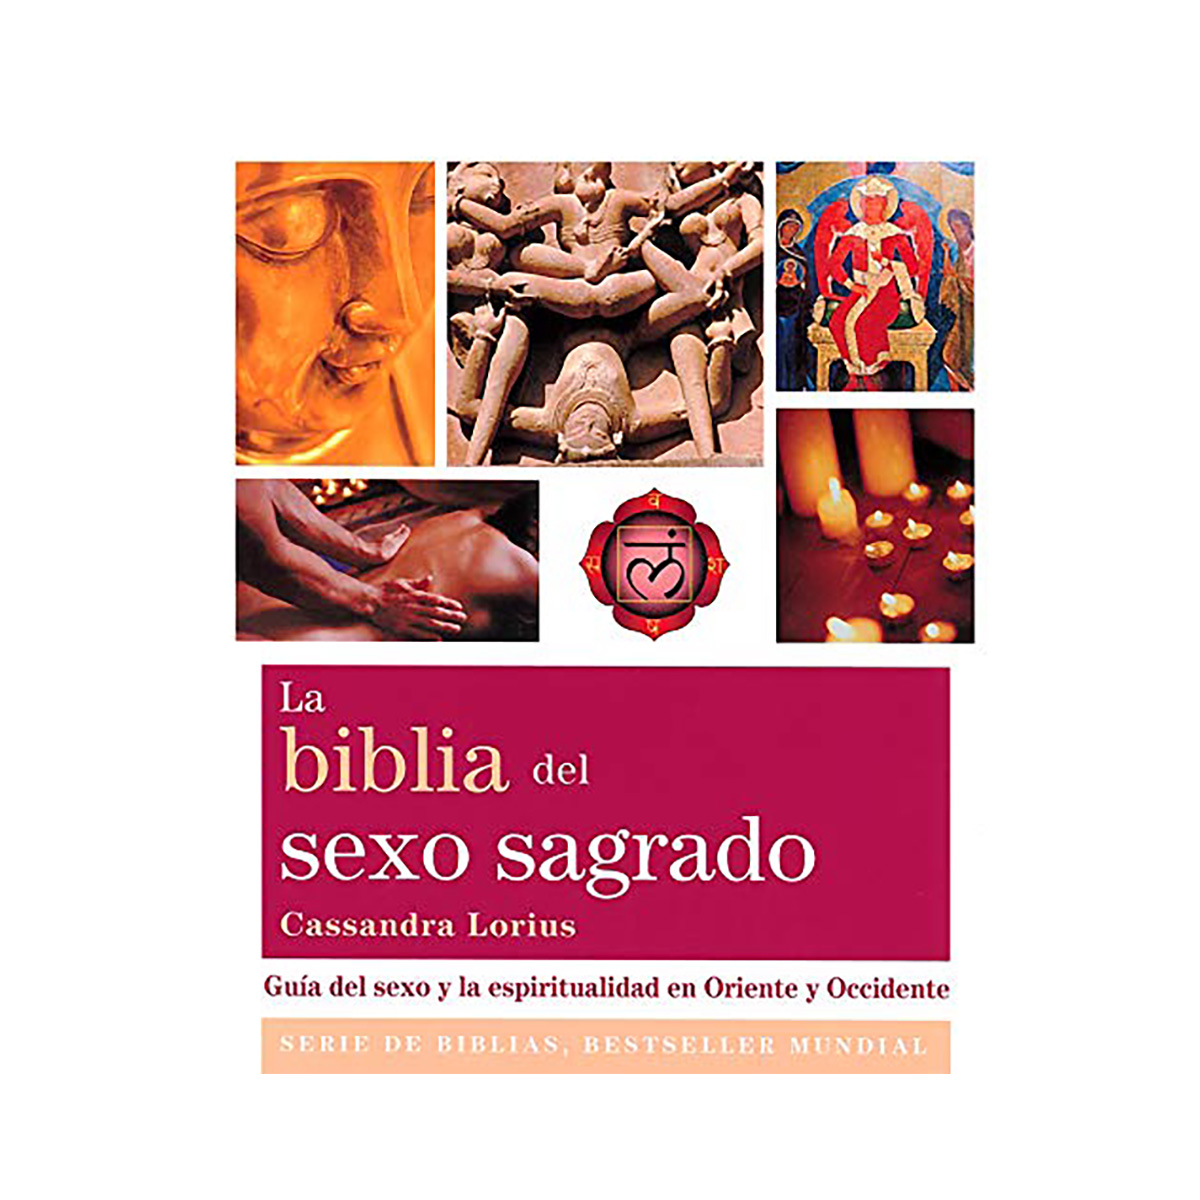 वं
सं
लं
शं
षं
La
biblia del
sexo sagrado
Cassandra Lorius
Guía del sexo y la espiritualidad en Oriente y Occidente
SERIE DE BIBLIAS, BESTSELLER MUNDIAL